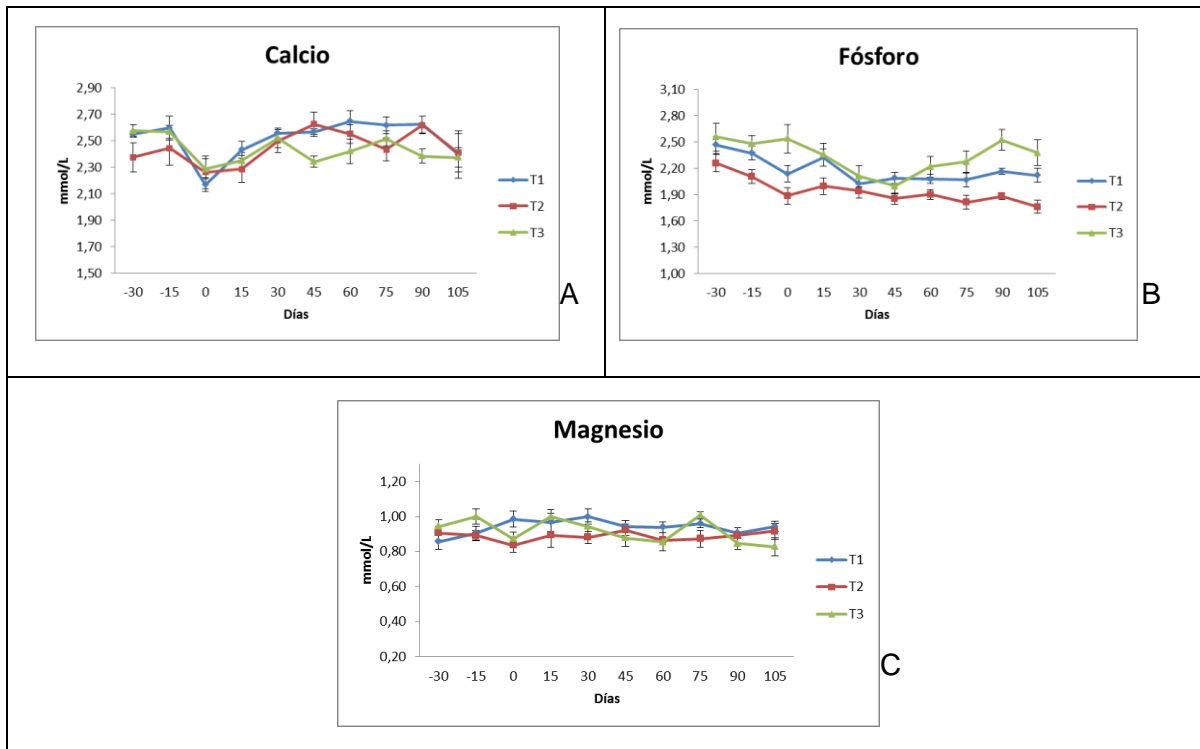 Calcio
2,90
2,70
2,50
2,30
2,10
1,90
1,70
1,50
mmol/L
-30 -15 0 15 30 45 60 75 90 105
Días
T1
T2
T3
A
Fósforo
3,10
2,80
2,50
2,20
1,90
1,60
1,30
1,00
mmol/L
-30 -15 0 15 30 45 60 75 90 105
Días
T1
T2
T3
B
Magnesio
1,20
1,00
0,80
0,60
0,40
0,20
mmol/L
-30 -15 0 15 30 45 60 75 90 105
Días
T1
T2
T3
C